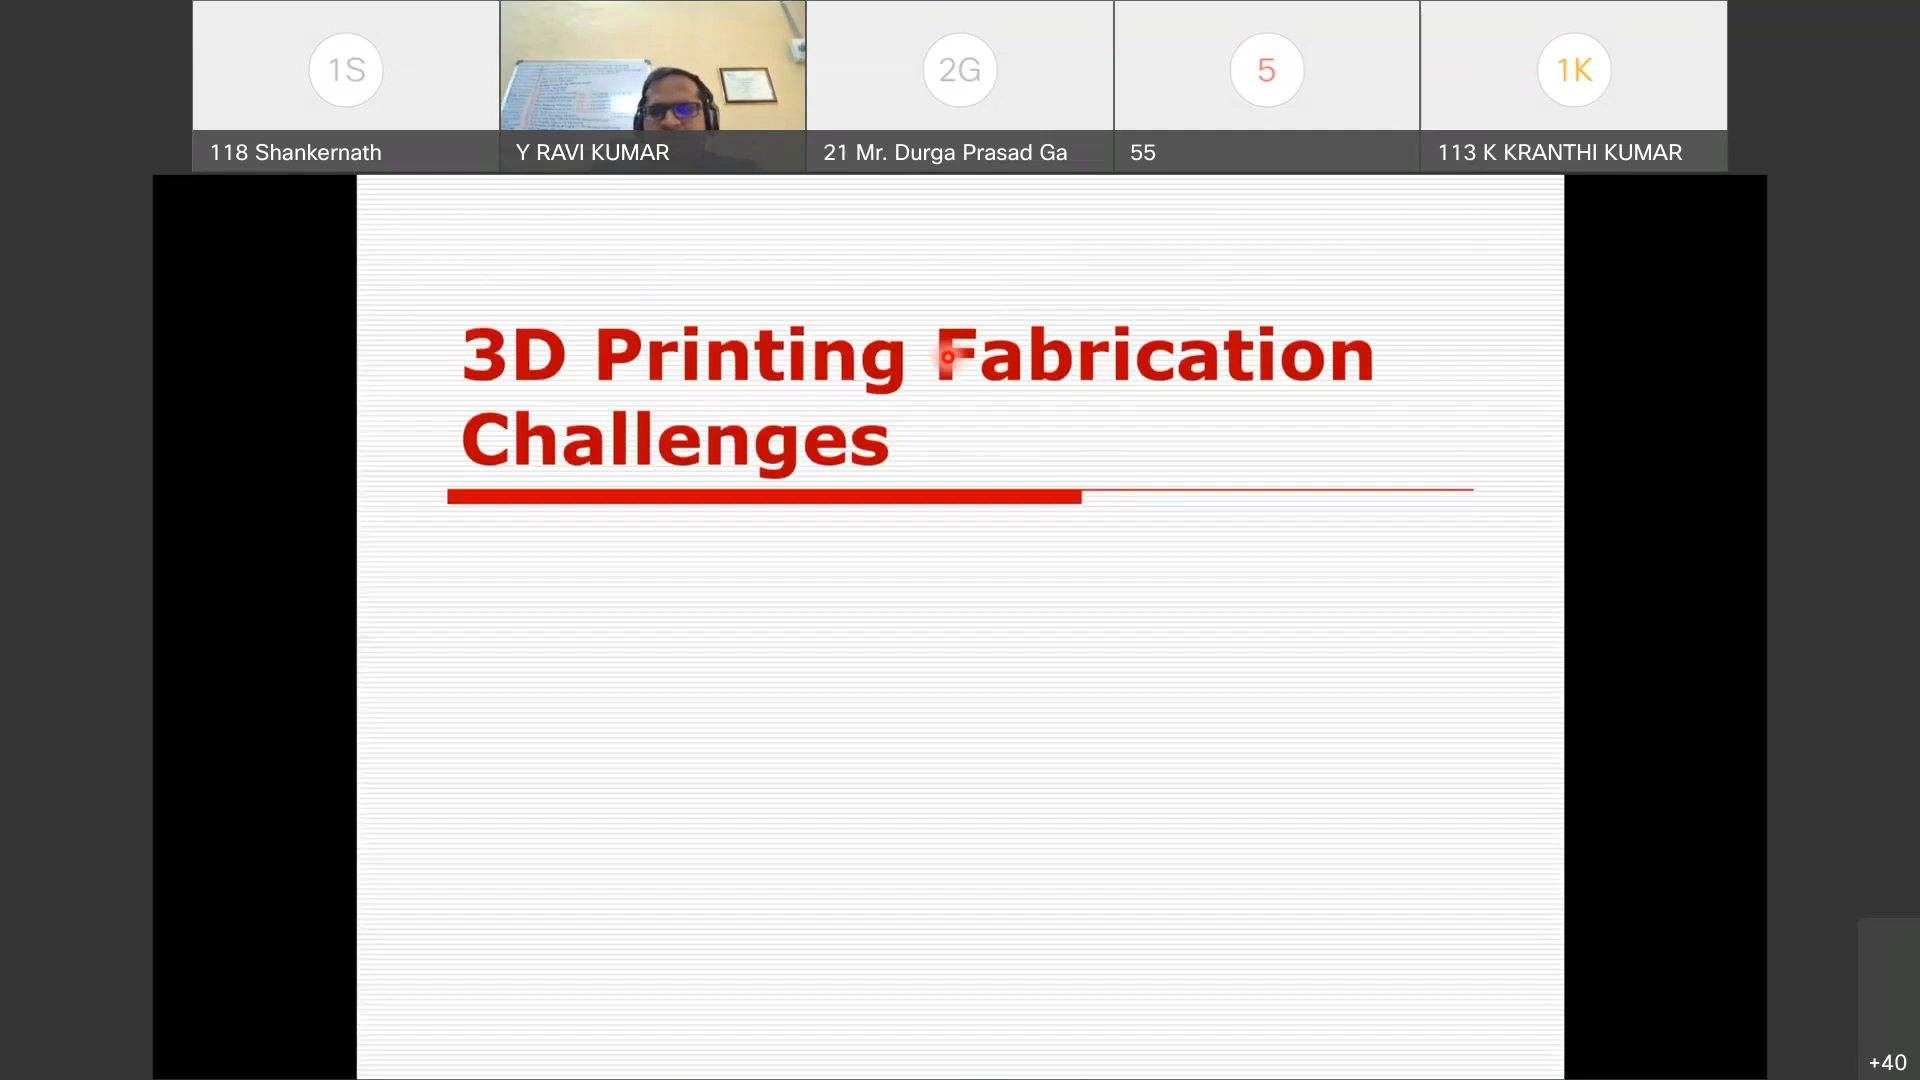 1S
2G
5
1K
118 Shankernath
Y RAVI KUMAR
21 Mr. Durga Prasad Ga
55
113 K KRANTHI KUMAR
3D Printing Fabrication
Challenges
+40